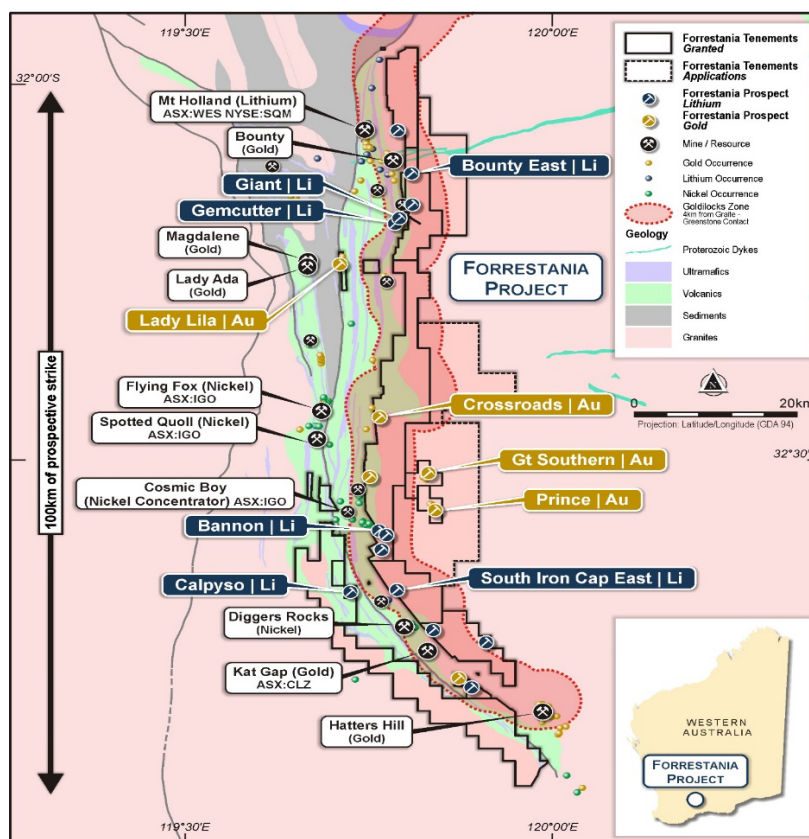 119°30'E
120°00'E
32°00'S
Mt Holland (Lithium)
ASX:WES NYSE:SQM
Bounty
(Gold)
Giant | Li
Gemcutter | Li
Magdalene
(Gold)
Lady Ada
(Gold)
Lady Lila | Au
Flying Fox (Nickel)
ASX:IGO
Spotted Quoll (Nickel)
ASX:IGO
Cosmic Boy
(Nickel Concentrator) ASX:IGO
Bannon | Li
Calpyso | Li
Diggers Rocks
(Nickel)
Kat Gap (Gold)
ASX:CLZ
Hatters Hill
(Gold)
100km of prospective strike
Bounty East | Li
FORRESTANIA
PROJECT
Crossroads | Au
Gt Southern | Au
Prince | Au
South Iron Cap East | Li
Forrestania Tenements
Granted
Forrestania Tenements
Applications
Forrestania Prospect
Lithium
Forrestania Prospect
Gold
Mine / Resource
Gold Occurrence
Lithium Occurrence
Nickel Occurrence
Goldilocks Zone
4km from Granite -
Greenstone Contact
Geology
Proterozoic Dykes
Ultramafics
Volcanics
Sediments
Granites
0
20km
Projection: Latitude/Longitude (GDA 94)
32°30'S
WESTERN
AUSTRALIA
FORRESTANIA
PROJECT
119°30'E
120°00'E